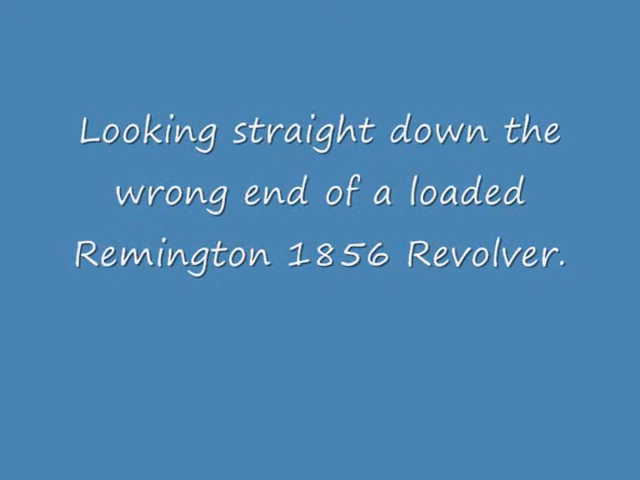 Looking straight down the
wrong end of a loaded
Remington 1856 Revolver.